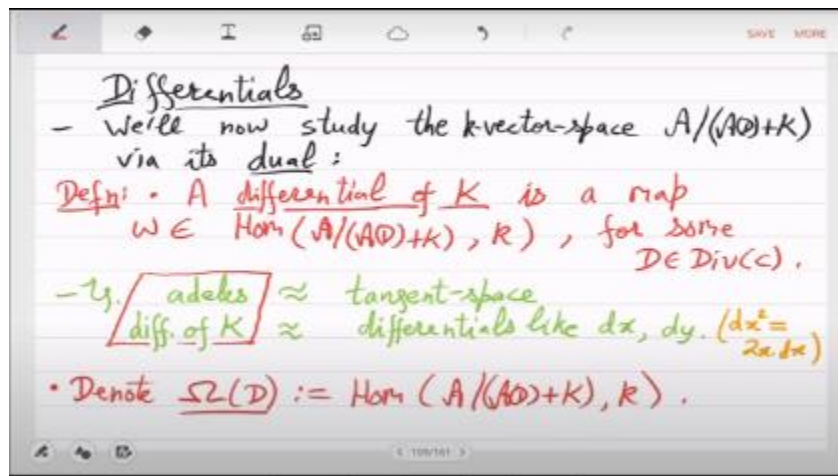 SAVE MORE
Differentials
- We'll now study the k-vector-space A/(A(D)+K)
via its dual :
Defn: · A differential of K is a map
ω ∈ Hom(A/(A(D)+K), k), for some
D∈Div(C).
adeles ≈ tangent-space
diff. of K ≈ differentials like dx, dy. (dx²=
2x dx)
· Denote Ω(D) := Hom(A/(A(D)+K), k).